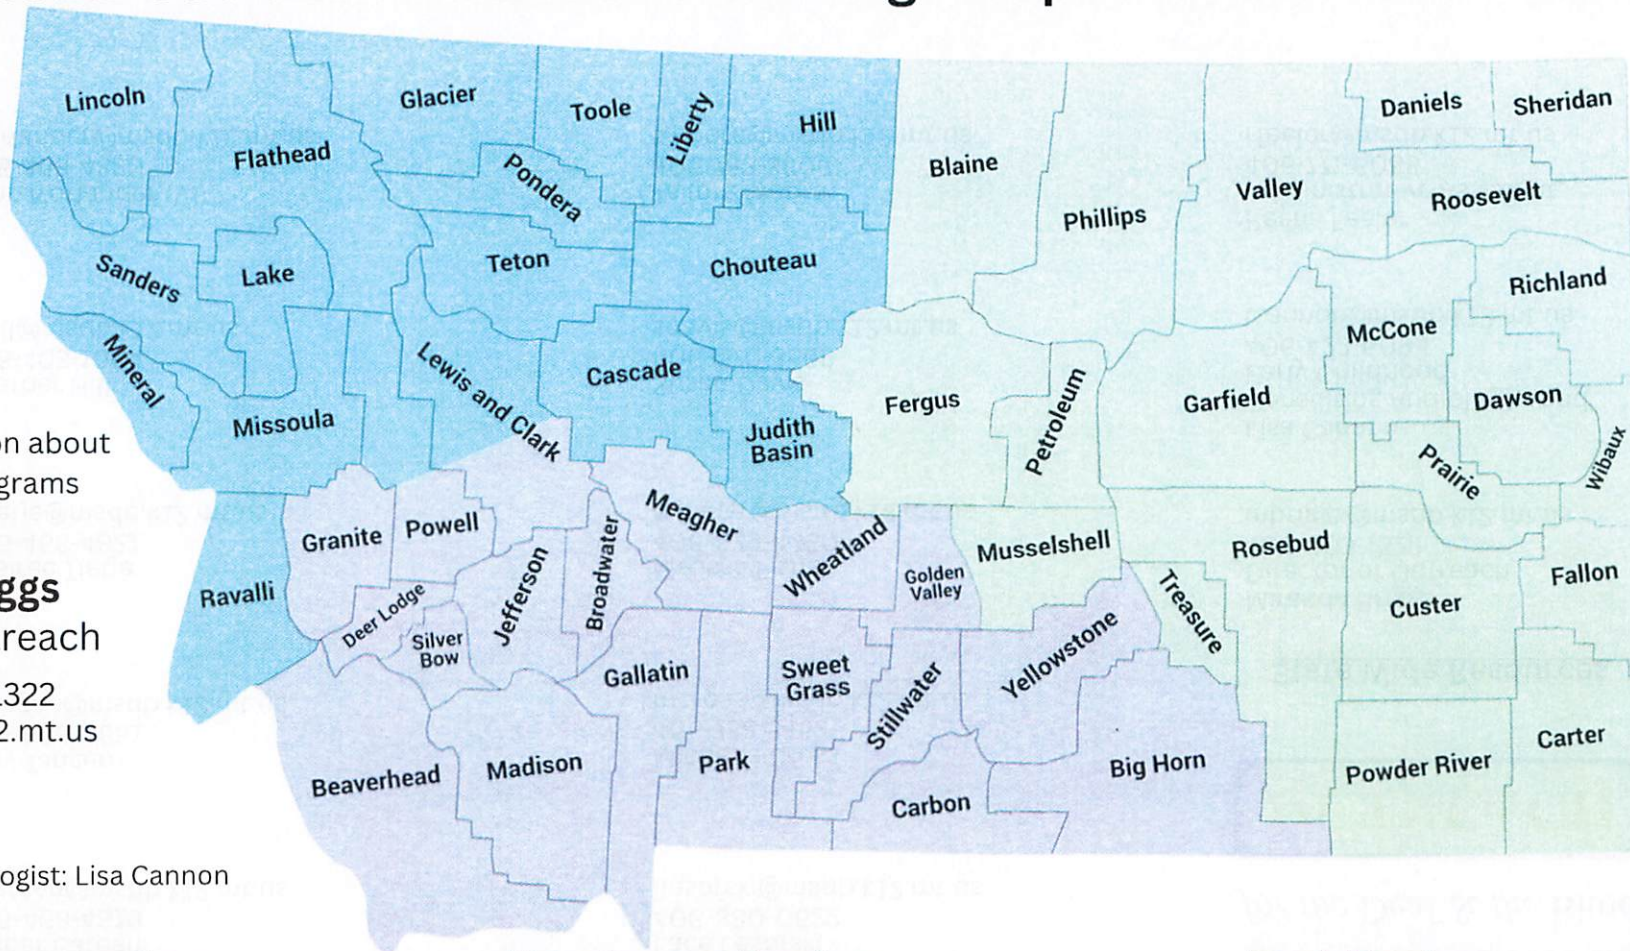 Lincoln
Flathead
Glacier
Toole
Liberty
Hill
Blaine
Phillips
Valley
Daniels
Sheridan
Roosevelt
Pondera
Sanders
Lake
Teton
Chouteau
Richland
McCone
Mineral
Missoula
Lewis and Clark
Cascade
Judith
Basin
Fergus
Petroleum
Garfield
Dawson
Prairie
Wibaux
on about
grams
Granite
Powell
Meagher
Broadwater
Jefferson
Wheatland
Golden
Valley
Musselshell
Rosebud
Treasure
Custer
Fallon
Ravalli
Deer Lodge
Silver
Bow
ggs
reach
322
2.mt.us
Gallatin
Sweet
Grass
Stillwater
Yellowstone
Beaverhead
Madison
Park
Carbon
Big Horn
Powder River
Carter
ogist: Lisa Cannon